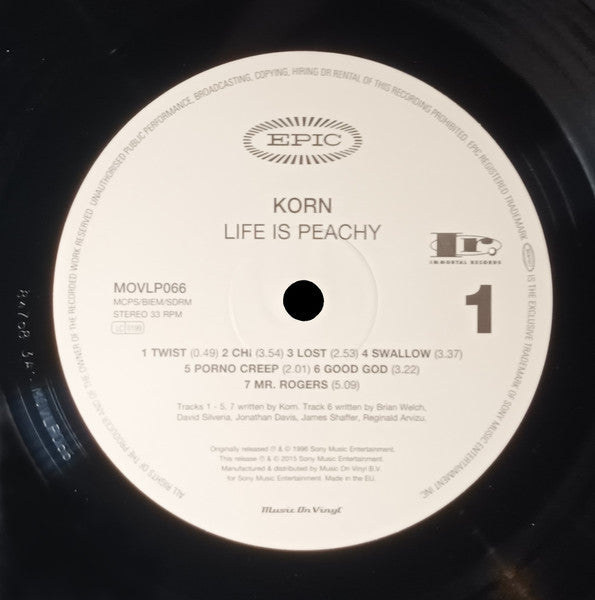 ALL RIGHTS OF THE PRODUCER AND OF THE OWNER OF THE RECORDED WORK RESERVED. UNAUTHORISED PUBLIC PERFORMANCE, BROADCASTING, COPYING, HIRING OR RENTAL OF THIS RECORDING PROHIBITED. EPIC REGISTERED TRADEMARK EPIC IS THE EXCLUSIVE TRADEMARK OF SONY MUSIC ENTERTAINMENT INC.
EPIC
KORN
LIFE IS PEACHY
Ir.
IMMORTAL RECORDS
MOVLP066
MCPS/BIEM/SDRM
STEREO 33 RPM
LC 0199
1
1 TWIST (0.49) 2 CHi (3.54) 3 LOST (2.53) 4 SWALLOW (3.37)
5 PORNO CREEP (2.01) 6 GOOD GOD (3.22)
7 MR. ROGERS (5.09)
Tracks 1 - 5, 7 written by Korn. Track 6 written by Brian Welch,
David Silveria, Jonathan Davis, James Shaffer, Reginald Arvizu.
Originally released ℗ & © 1996 Sony Music Entertainment.
This release ℗ & © 2015 Sony Music Entertainment.
Manufactured & distributed by Music On Vinyl B.V.
for Sony Music Entertainment. Made in the EU.
Music On Vinyl